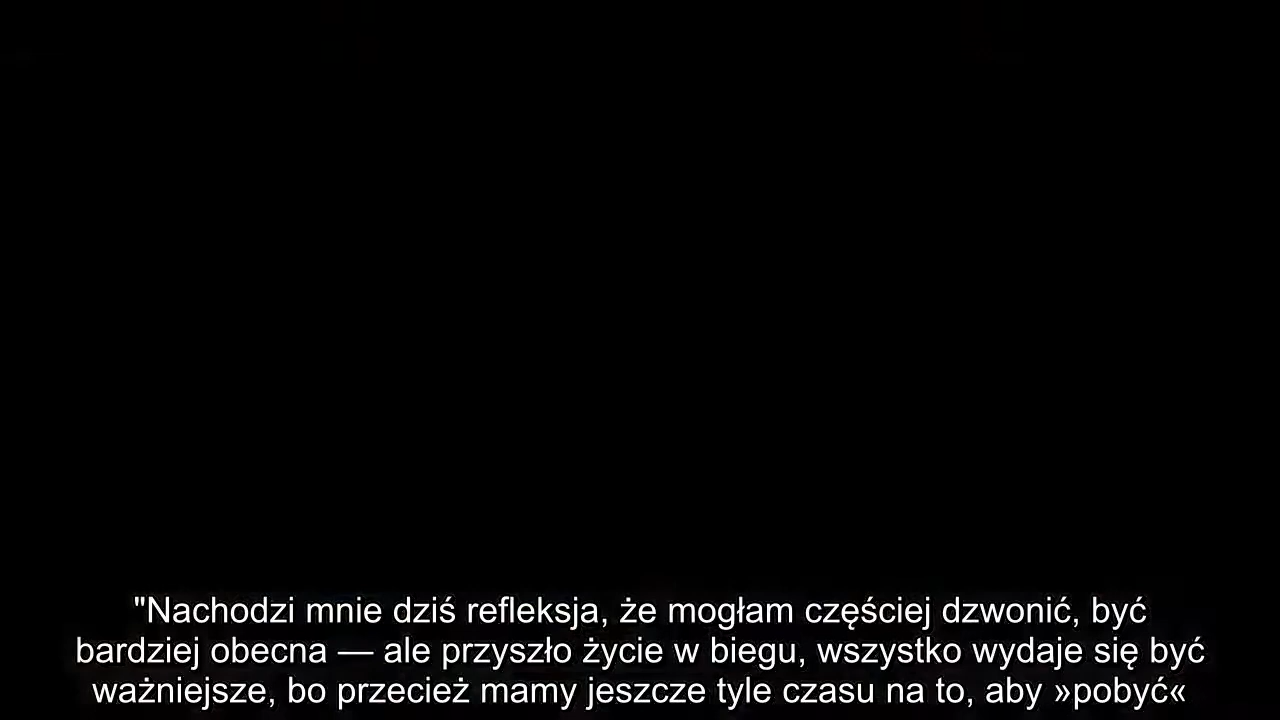 "Nachodzi mnie dziś refleksja, że mogłam częściej dzwonić, być
bardziej obecna — ale przyszło życie w biegu, wszystko wydaje się być
ważniejsze, bo przecież mamy jeszcze tyle czasu na to, aby »pobyć«